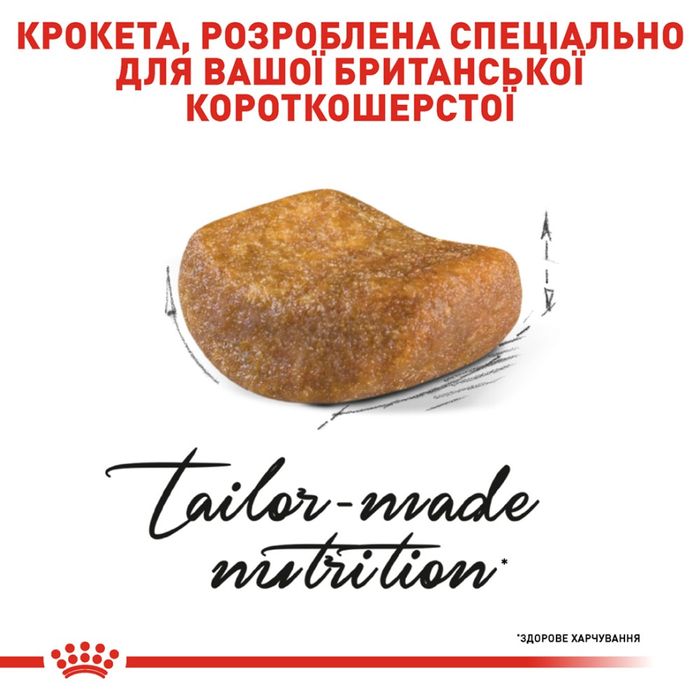 КРОКЕТА, РОЗРОБЛЕНА СПЕЦІАЛЬНО
ДЛЯ ВАШОЇ БРИТАНСЬКОЇ
КОРОТКОШЕРСТОЇ
Tailor-made
nutrition*
*ЗДОРОВЕ ХАРЧУВАННЯ